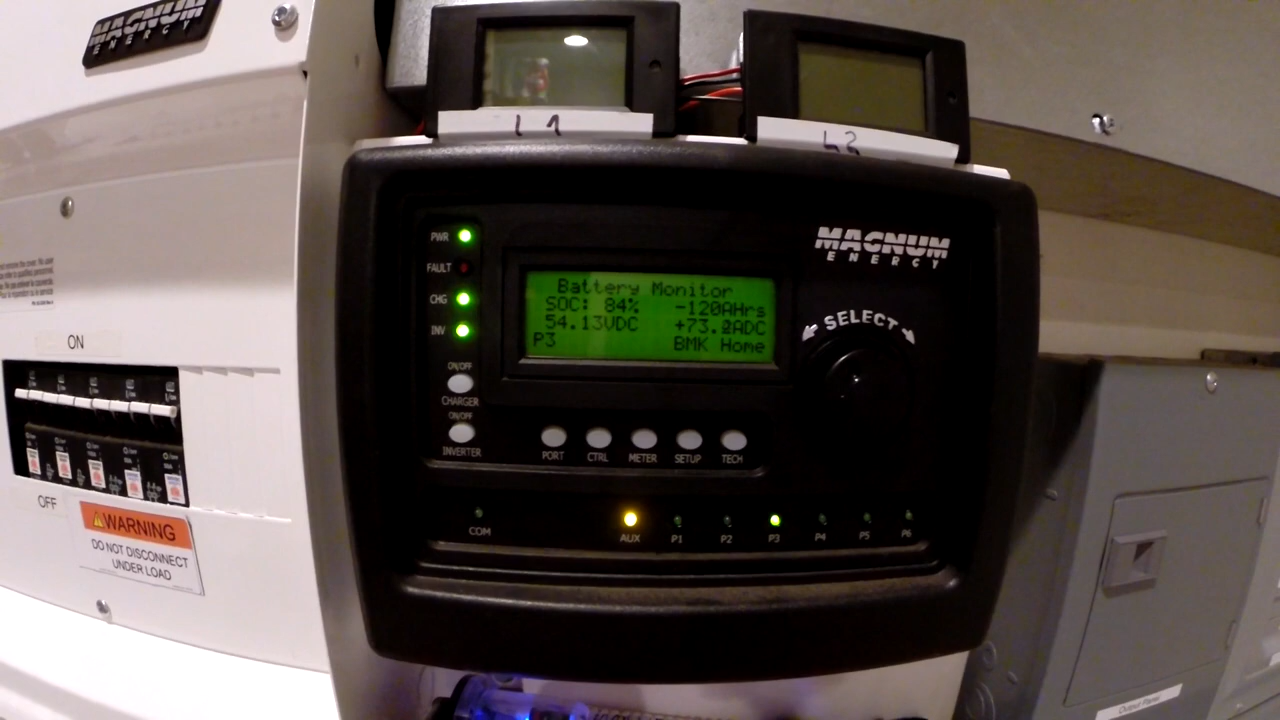 MAGNUM
ENERGY
L1
L2
MAGNUM
ENERGY
PWR
FAULT
CHG
INV
Battery Monitor
SOC: 84% -120AHrs
54.13VDC
P3 BMK Home
SELECT
ON/OFF
CHARGER
ON/OFF
INVERTER
PORT CTRL METER SETUP TECH
COM AUX P1 P2 P3 P4 P5 P6
ON
OFF
WARNING
DO NOT DISCONNECT
UNDER LOAD
Output Panel